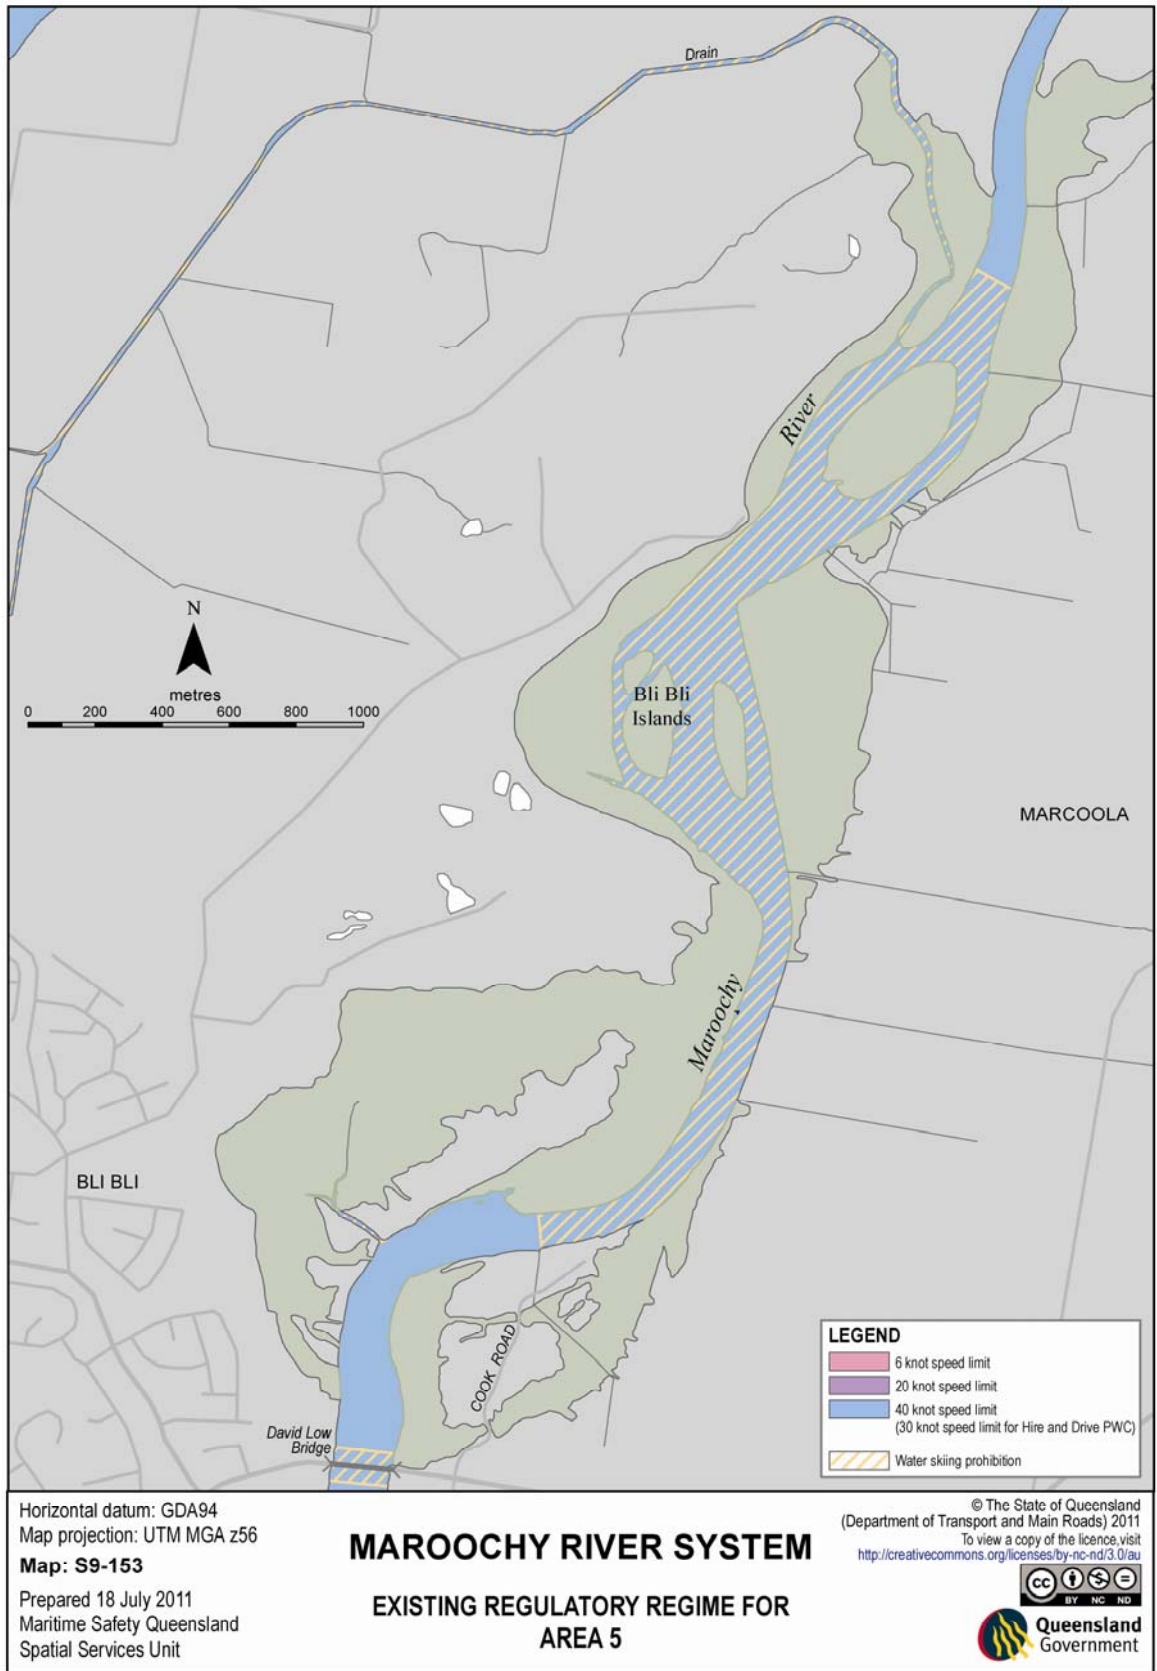 Drain
River
N
metres
0 200 400 600 800 1000
Bli Bli
Islands
MARCOOLA
Maroochy
BLI BLI
COOK ROAD
David Low
Bridge
LEGEND
6 knot speed limit
20 knot speed limit
40 knot speed limit
(30 knot speed limit for Hire and Drive PWC)
Water skiing prohibition
Horizontal datum: GDA94
Map projection: UTM MGA z56
Map: S9-153
Prepared 18 July 2011
Maritime Safety Queensland
Spatial Services Unit
MAROOCHY RIVER SYSTEM
EXISTING REGULATORY REGIME FOR
AREA 5
© The State of Queensland
(Department of Transport and Main Roads) 2011
To view a copy of the licence,visit
http://creativecommons.org/licenses/by-nc-nd/3.0/au
cc
BY NC ND
Queensland
Government